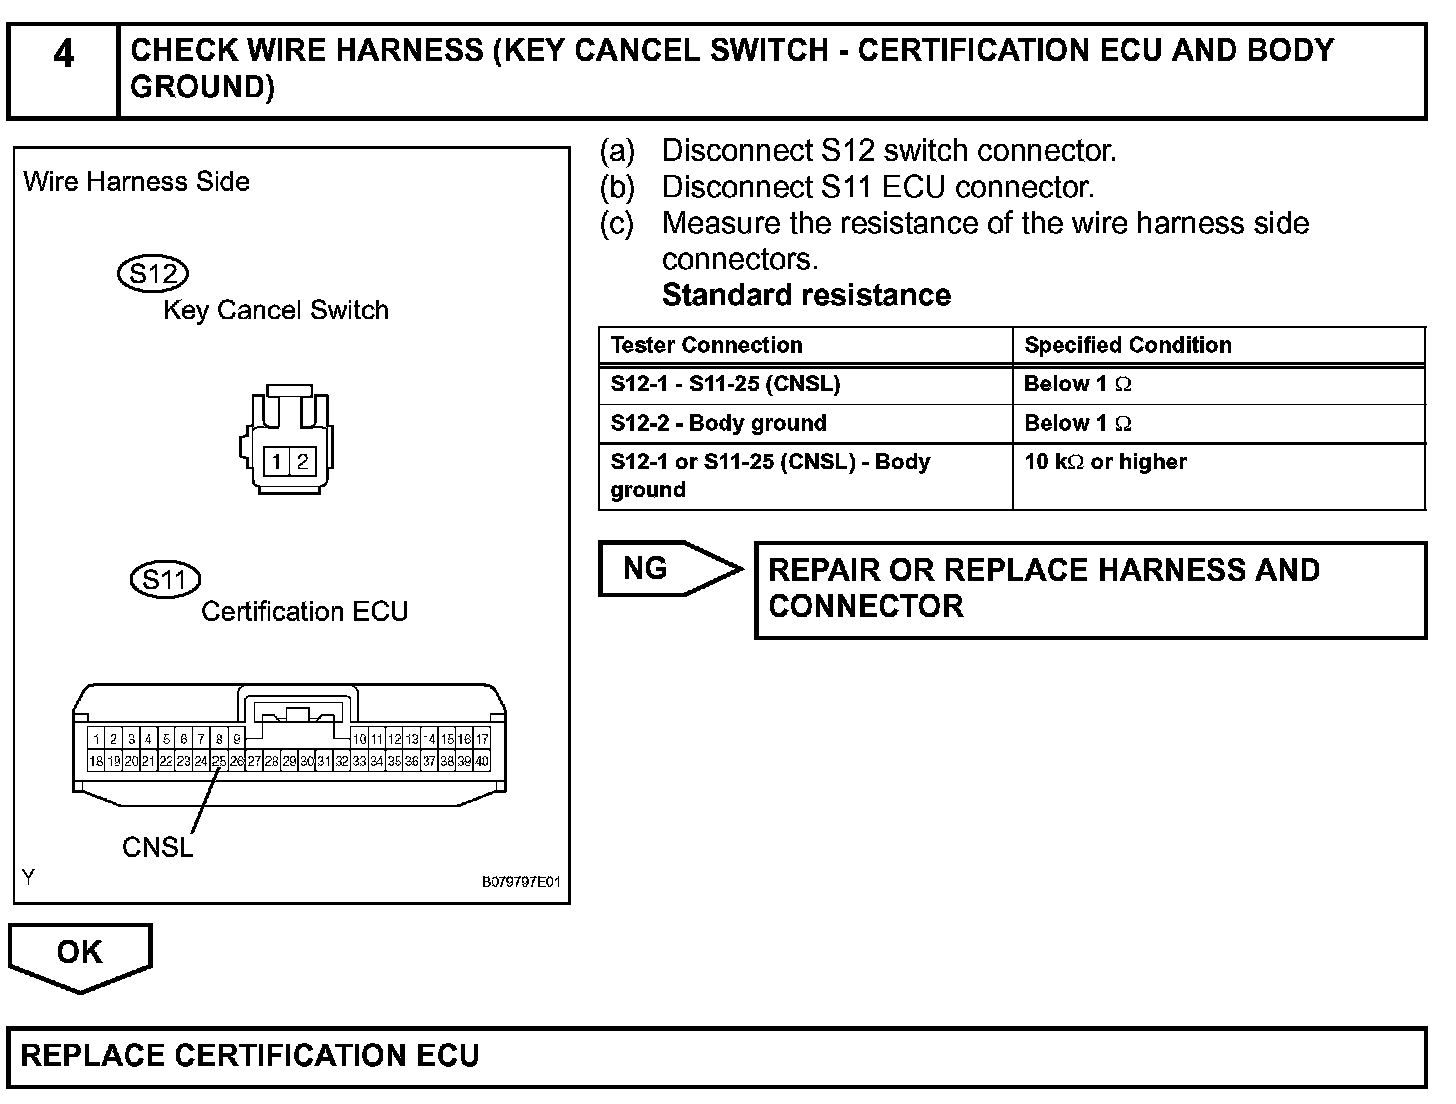 4
CHECK WIRE HARNESS (KEY CANCEL SWITCH - CERTIFICATION ECU AND BODY
GROUND)
Wire Harness Side
S12
Key Cancel Switch
1 2
S11
Certification ECU
1 2 3 4 5 6 7 8 9 10 11 12 13 14 15 16 17
18 19 20 21 22 23 24 25 26 27 28 29 30 31 32 33 34 35 36 37 38 39 40
CNSL
Y B079797E01
(a) Disconnect S12 switch connector.
(b) Disconnect S11 ECU connector.
(c) Measure the resistance of the wire harness side
connectors.
Standard resistance
Tester Connection Specified Condition
S12-1 - S11-25 (CNSL) Below 1 Ω
S12-2 - Body ground Below 1 Ω
S12-1 or S11-25 (CNSL) - Body 10 kΩ or higher
ground
NG
REPAIR OR REPLACE HARNESS AND
CONNECTOR
OK
REPLACE CERTIFICATION ECU